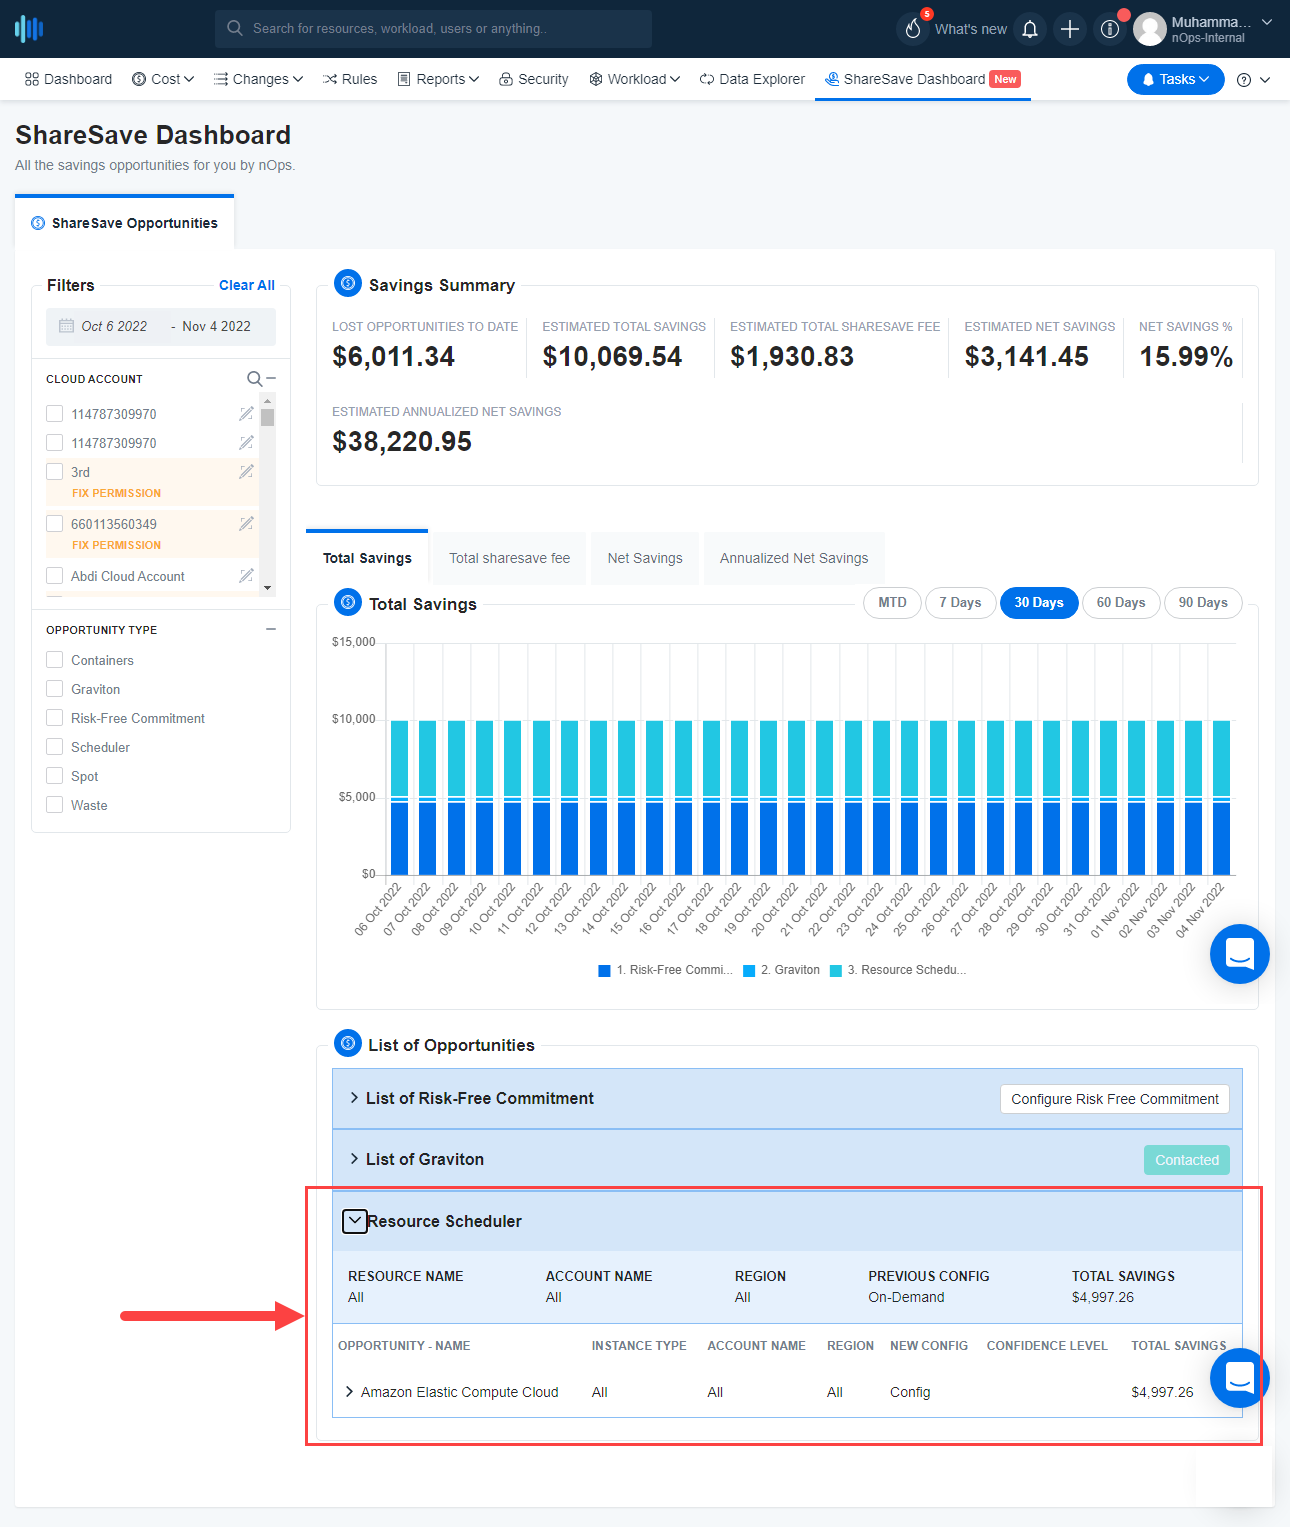 Search for resources, workload, users or anything..
5
What's new
Muhamma...
nOps-Internal
Dashboard
Cost
Changes
Rules
Reports
Security
Workload
Data Explorer
ShareSave Dashboard
New
Tasks
ShareSave Dashboard
All the savings opportunities for you by nOps.
ShareSave Opportunities
Filters
Clear All
Oct 6 2022 - Nov 4 2022
CLOUD ACCOUNT
114787309970
114787309970
3rd
FIX PERMISSION
660113560349
FIX PERMISSION
Abdi Cloud Account
OPPORTUNITY TYPE
Containers
Graviton
Risk-Free Commitment
Scheduler
Spot
Waste
Savings Summary
LOST OPPORTUNITIES TO DATE
$6,011.34
ESTIMATED TOTAL SAVINGS
$10,069.54
ESTIMATED TOTAL SHARESAVE FEE
$1,930.83
ESTIMATED NET SAVINGS
$3,141.45
NET SAVINGS %
15.99%
ESTIMATED ANNUALIZED NET SAVINGS
$38,220.95
Total Savings
Total sharesave fee
Net Savings
Annualized Net Savings
Total Savings
MTD
7 Days
30 Days
60 Days
90 Days
$15,000
$10,000
$5,000
$0
06 Oct 2022
07 Oct 2022
08 Oct 2022
09 Oct 2022
10 Oct 2022
11 Oct 2022
12 Oct 2022
13 Oct 2022
14 Oct 2022
15 Oct 2022
16 Oct 2022
17 Oct 2022
18 Oct 2022
19 Oct 2022
20 Oct 2022
21 Oct 2022
22 Oct 2022
23 Oct 2022
24 Oct 2022
25 Oct 2022
26 Oct 2022
27 Oct 2022
28 Oct 2022
29 Oct 2022
30 Oct 2022
31 Oct 2022
01 Nov 2022
02 Nov 2022
03 Nov 2022
04 Nov 2022
1. Risk-Free Commi...
2. Graviton
3. Resource Schedu...
List of Opportunities
List of Risk-Free Commitment
Configure Risk Free Commitment
List of Graviton
Contacted
Resource Scheduler
RESOURCE NAME
All
ACCOUNT NAME
All
REGION
All
PREVIOUS CONFIG
On-Demand
TOTAL SAVINGS
$4,997.26
OPPORTUNITY - NAME INSTANCE TYPE ACCOUNT NAME REGION NEW CONFIG CONFIDENCE LEVEL TOTAL SAVINGS
Amazon Elastic Compute Cloud All All All Config $4,997.26